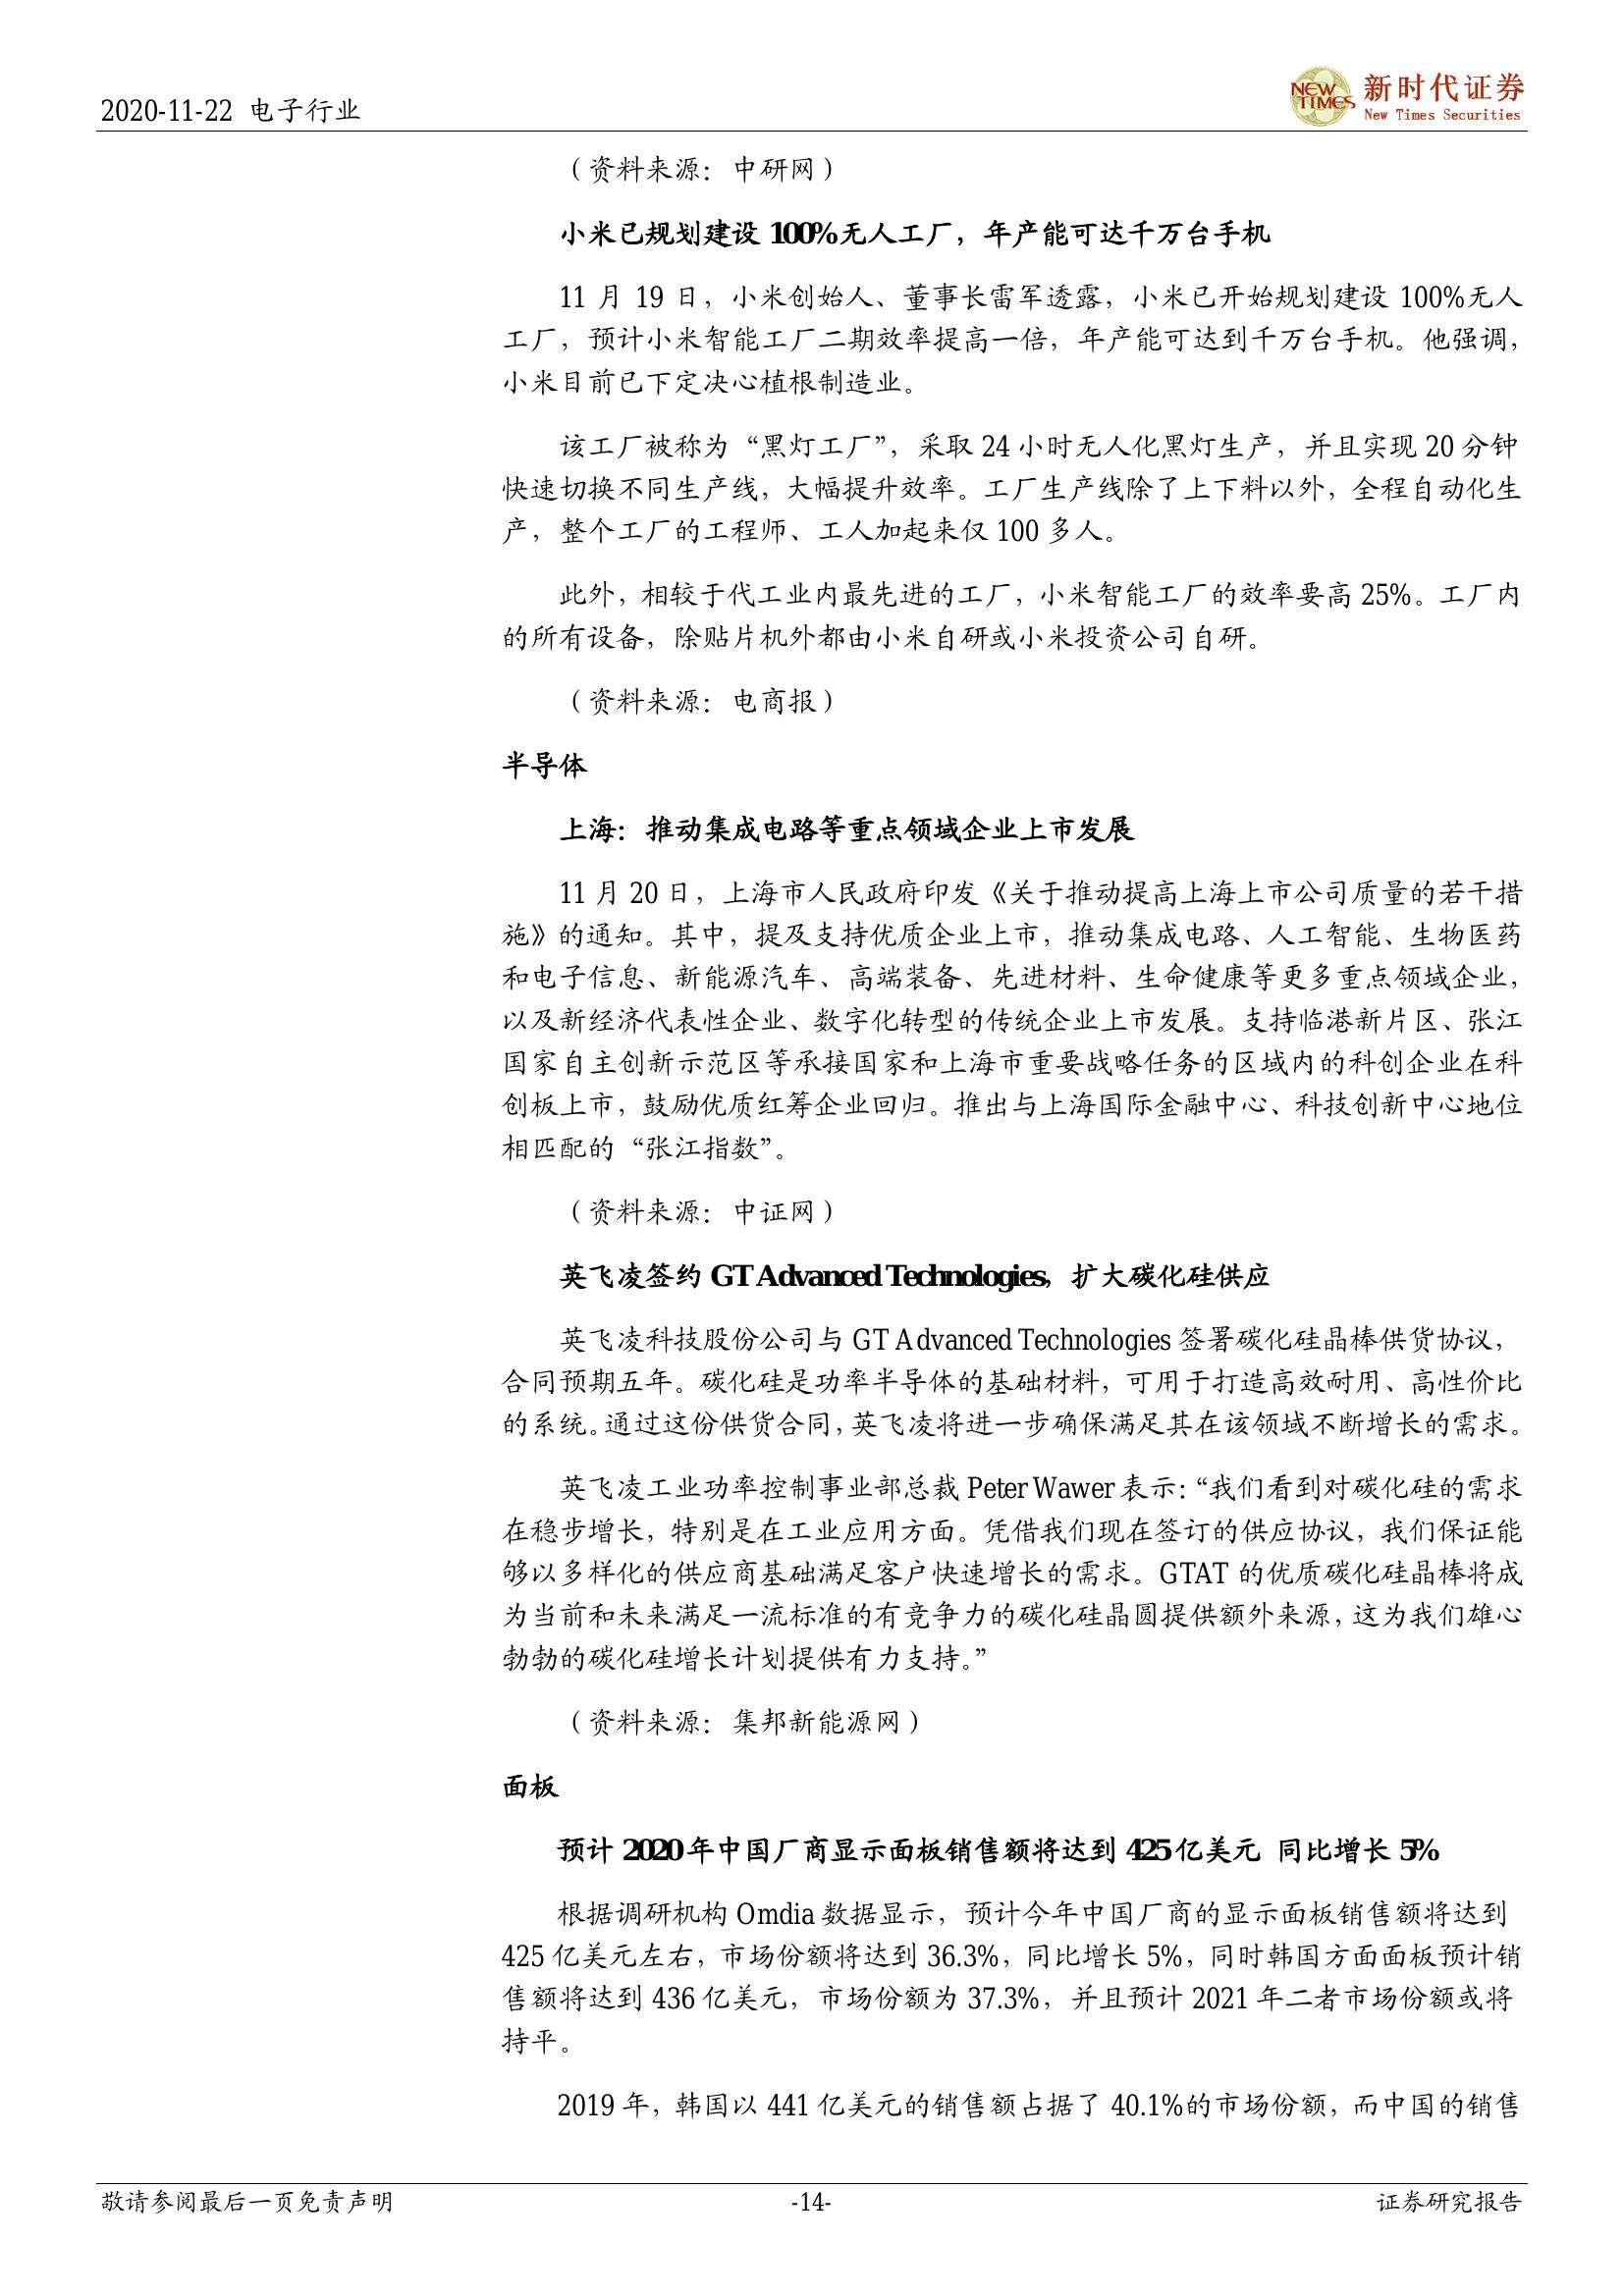 2020-11-22 电子行业
NEW TIMES
新时代证券
New Times Securities
（资料来源：中研网）
小米已规划建设 100%无人工厂，年产能可达千万台手机
11 月 19 日，小米创始人、董事长雷军透露，小米已开始规划建设 100%无人
工厂，预计小米智能工厂二期效率提高一倍，年产能可达到千万台手机。他强调，
小米目前已下定决心植根制造业。
该工厂被称为“黑灯工厂”，采取 24 小时无人化黑灯生产，并且实现 20 分钟
快速切换不同生产线，大幅提升效率。工厂生产线除了上下料以外，全程自动化生
产，整个工厂的工程师、工人加起来仅 100 多人。
此外，相较于代工业内最先进的工厂，小米智能工厂的效率要高 25%。工厂内
的所有设备，除贴片机外都由小米自研或小米投资公司自研。
（资料来源：电商报）
半导体
上海：推动集成电路等重点领域企业上市发展
11 月 20 日，上海市人民政府印发《关于推动提高上海上市公司质量的若干措
施》的通知。其中，提及支持优质企业上市，推动集成电路、人工智能、生物医药
和电子信息、新能源汽车、高端装备、先进材料、生命健康等更多重点领域企业，
以及新经济代表性企业、数字化转型的传统企业上市发展。支持临港新片区、张江
国家自主创新示范区等承接国家和上海市重要战略任务的区域内的科创企业在科
创板上市，鼓励优质红筹企业回归。推出与上海国际金融中心、科技创新中心地位
相匹配的“张江指数”。
（资料来源：中证网）
英飞凌签约 GT Advanced Technologies，扩大碳化硅供应
英飞凌科技股份公司与 GT Advanced Technologies 签署碳化硅晶棒供货协议，
合同预期五年。碳化硅是功率半导体的基础材料，可用于打造高效耐用、高性价比
的系统。通过这份供货合同，英飞凌将进一步确保满足其在该领域不断增长的需求。
英飞凌工业功率控制事业部总裁 Peter Wawer 表示：“我们看到对碳化硅的需求
在稳步增长，特别是在工业应用方面。凭借我们现在签订的供应协议，我们保证能
够以多样化的供应商基础满足客户快速增长的需求。GTAT 的优质碳化硅晶棒将成
为当前和未来满足一流标准的有竞争力的碳化硅晶圆提供额外来源，这为我们雄心
勃勃的碳化硅增长计划提供有力支持。”
（资料来源：集邦新能源网）
面板
预计 2020 年中国厂商显示面板销售额将达到 425 亿美元 同比增长 5%
根据调研机构 Omdia 数据显示，预计今年中国厂商的显示面板销售额将达到
425 亿美元左右，市场份额将达到 36.3%，同比增长 5%，同时韩国方面面板预计销
售额将达到 436 亿美元，市场份额为 37.3%，并且预计 2021 年二者市场份额或将
持平。
2019 年，韩国以 441 亿美元的销售额占据了 40.1%的市场份额，而中国的销售
敬请参阅最后一页免责声明
-14-
证券研究报告